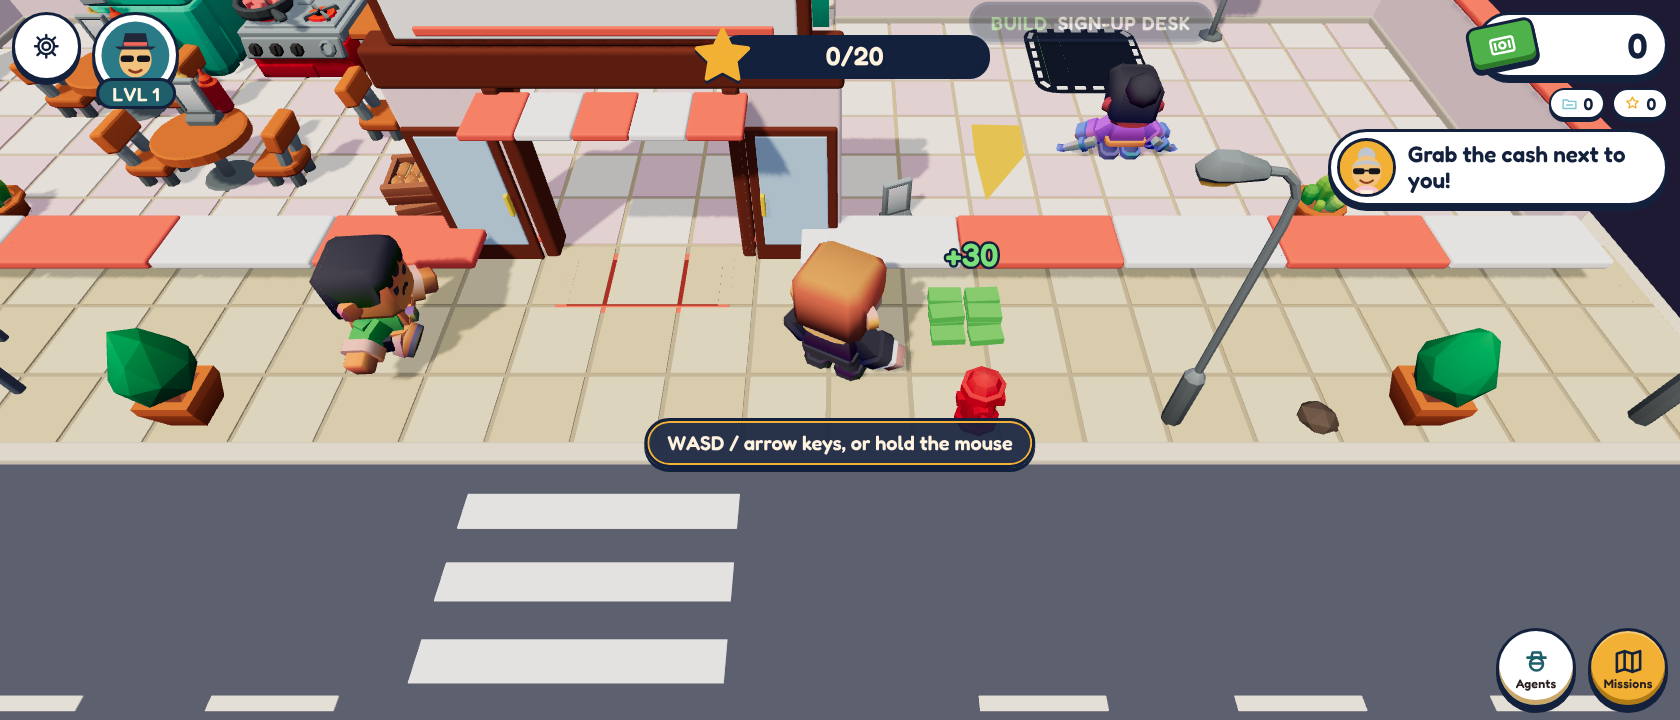 BUILD SIGN-UP DESK
0/20
0
LVL 1
0
0
Grab the cash next to
you!
+30
WASD / arrow keys, or hold the mouse
Agents
Missions